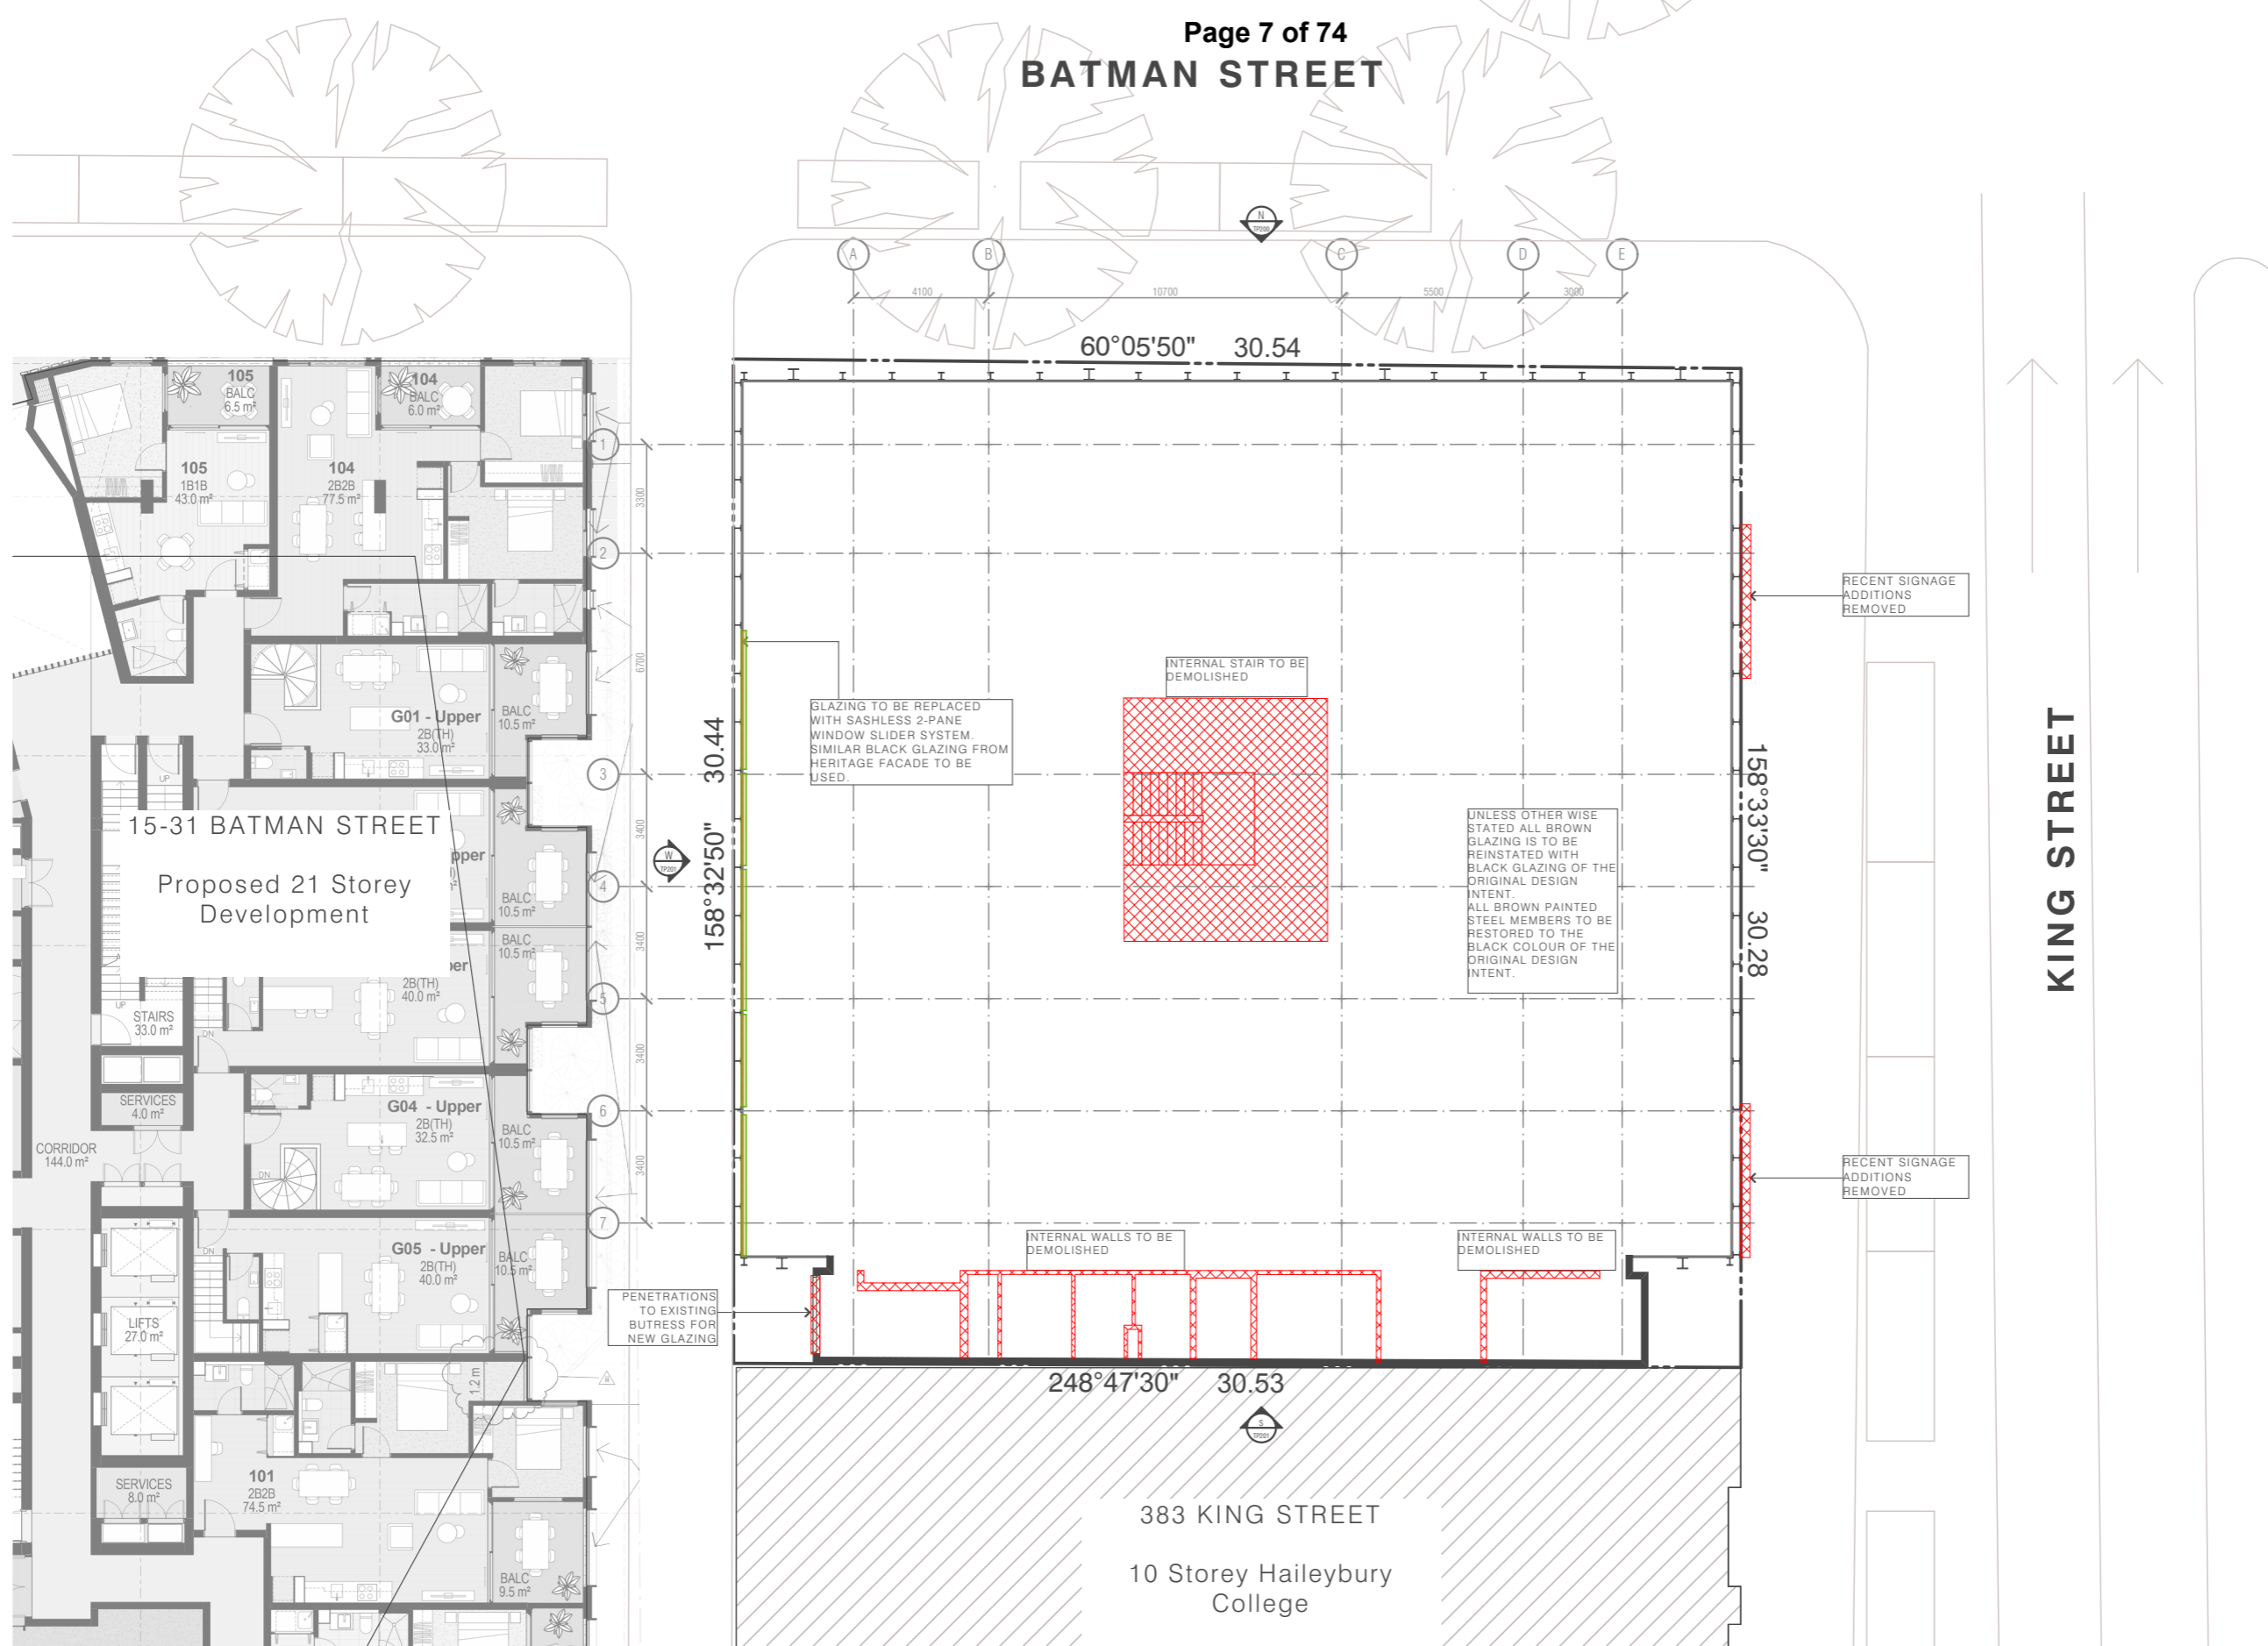 Page 7 of 74
BATMAN STREET
N
TP200
A
B
C
D
E
4100
10700
5500
3000
60°05'50" 30.54
105
BALC
6.5 m²
104
BALC
6.0 m²
105
1B1B
43.0 m²
104
2B2B
77.5 m²
1
3300
2
6700
RECENT SIGNAGE
ADDITIONS
REMOVED
INTERNAL STAIR TO BE
DEMOLISHED
GLAZING TO BE REPLACED
WITH SASHLESS 2-PANE
WINDOW SLIDER SYSTEM.
SIMILAR BLACK GLAZING FROM
HERITAGE FACADE TO BE
USED.
G01 - Upper
2B(TH)
33.0 m²
BALC
10.5 m²
3
UP
158°32'50" 30.44
158°33'30" 30.28
KING STREET
15-31 BATMAN STREET
Proposed 21 Storey
Development
pper
3400
W
TP201
4
BALC
10.5 m²
UNLESS OTHER WISE
STATED ALL BROWN
GLAZING IS TO BE
REINSTATED WITH
BLACK GLAZING OF THE
ORIGINAL DESIGN
INTENT.
ALL BROWN PAINTED
STEEL MEMBERS TO BE
RESTORED TO THE
BLACK COLOUR OF THE
ORIGINAL DESIGN
INTENT.
BALC
10.5 m²
3400
per
2B(TH)
40.0 m²
5
UP
STAIRS
33.0 m²
DN
3400
SERVICES
4.0 m²
G04 - Upper
2B(TH)
32.5 m²
6
BALC
10.5 m²
CORRIDOR
144.0 m²
DN
3400
RECENT SIGNAGE
ADDITIONS
REMOVED
7
DN
G05 - Upper
2B(TH)
40.0 m²
BALC
10.5 m²
INTERNAL WALLS TO BE
DEMOLISHED
INTERNAL WALLS TO BE
DEMOLISHED
PENETRATIONS
TO EXISTING
BUTRESS FOR
NEW GLAZING
LIFTS
27.0 m²
1.2 m
248°47'30" 30.53
S
TP201
SERVICES
8.0 m²
101
2B2B
74.5 m²
383 KING STREET
10 Storey Haileybury
College
BALC
9.5 m²